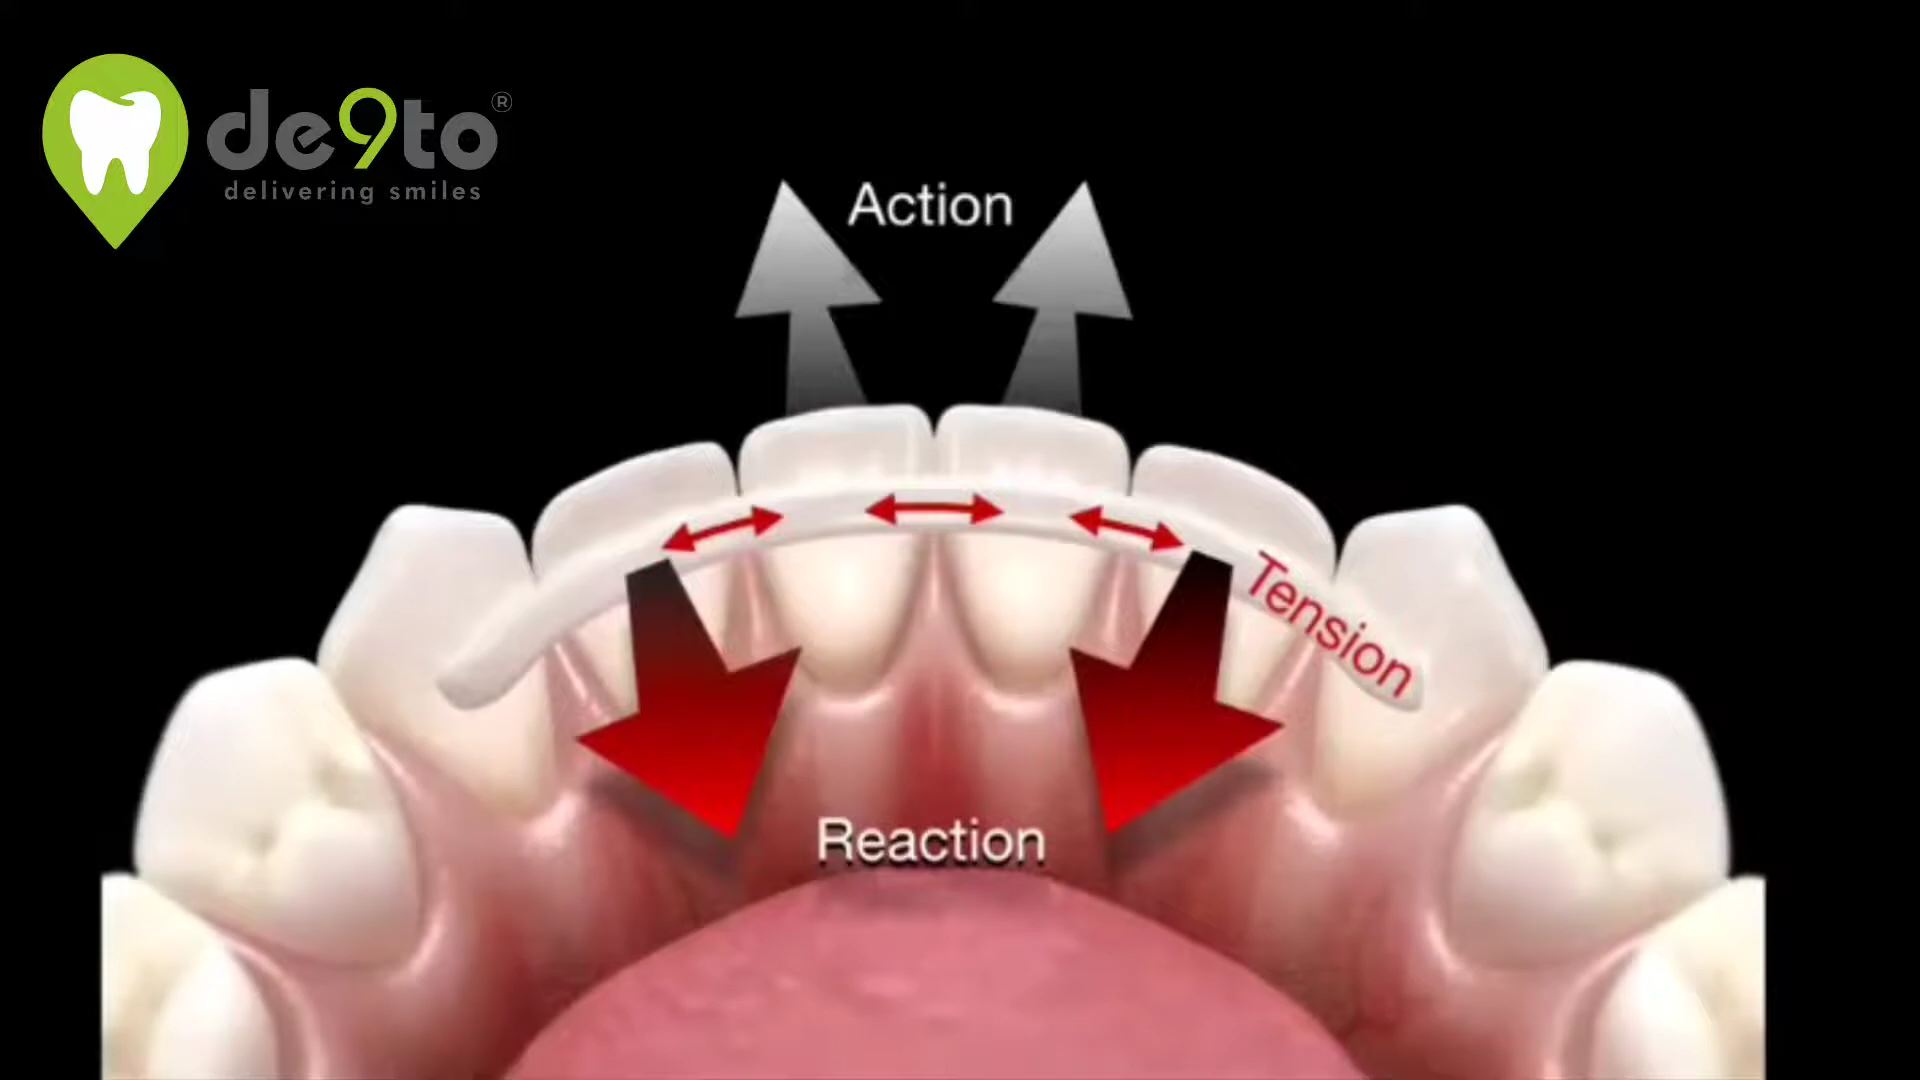 de9to®
delivering smiles
Action
Tension
Reaction